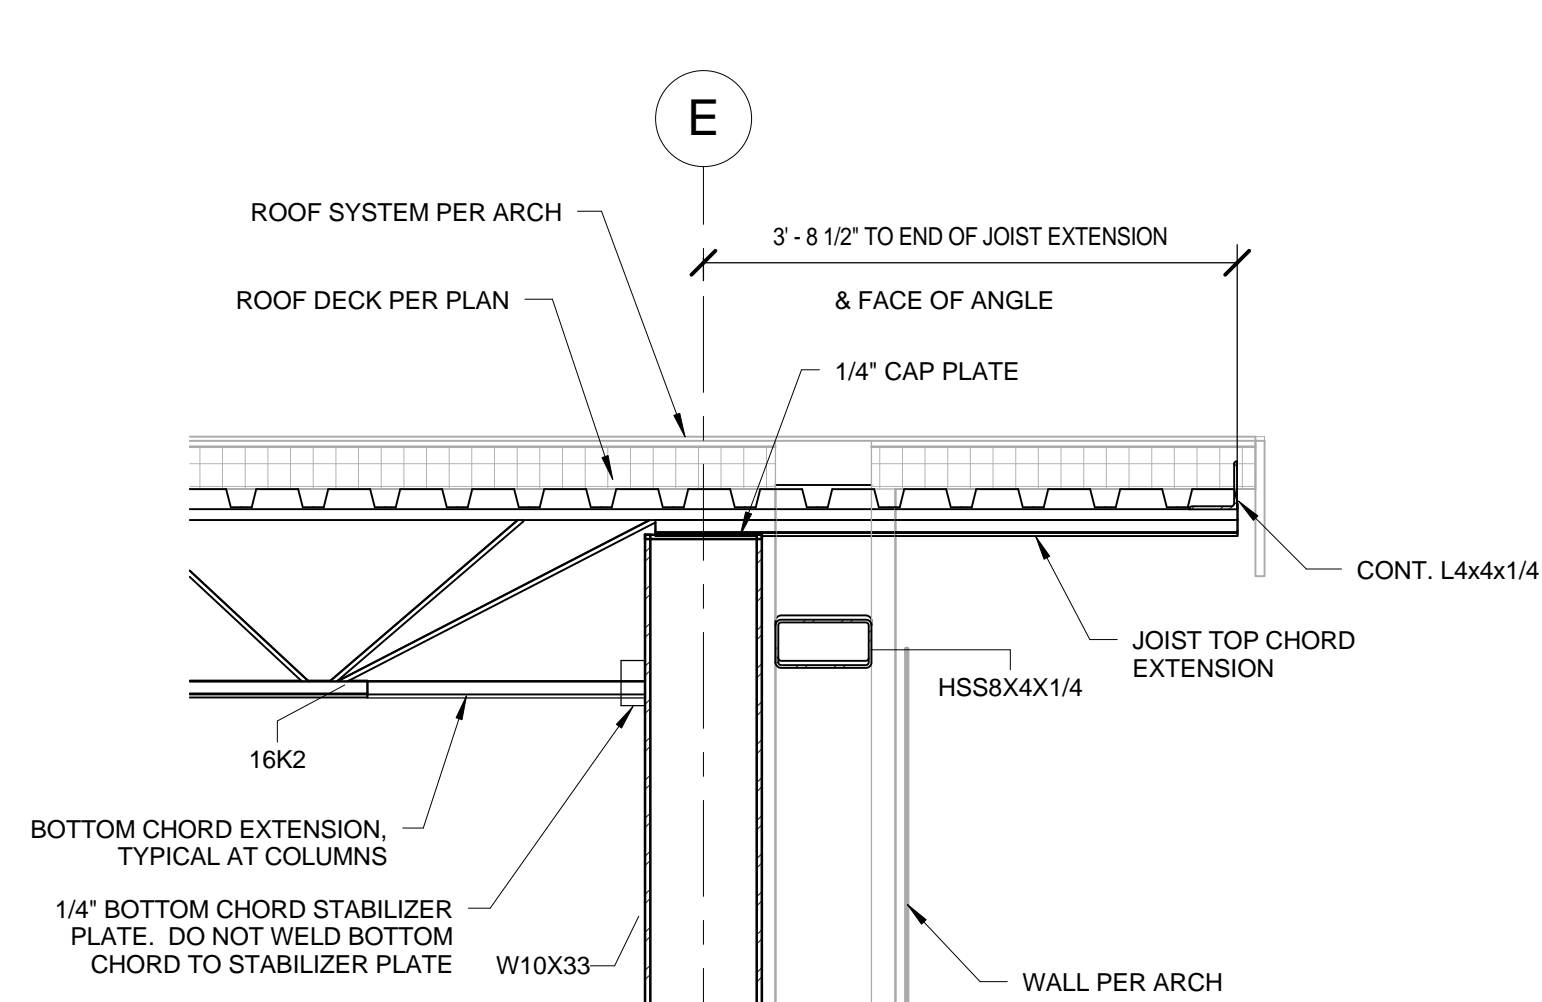 E
ROOF SYSTEM PER ARCH
3' - 8 1/2" TO END OF JOIST EXTENSION
ROOF DECK PER PLAN
& FACE OF ANGLE
1/4" CAP PLATE
CONT. L4x4x1/4
JOIST TOP CHORD
EXTENSION
HSS8X4X1/4
16K2
BOTTOM CHORD EXTENSION,
TYPICAL AT COLUMNS
1/4" BOTTOM CHORD STABILIZER
PLATE.  DO NOT WELD BOTTOM
CHORD TO STABILIZER PLATE
W10X33
WALL PER ARCH